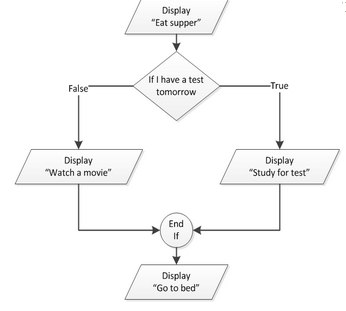 Display
“Eat supper”
If I have a test
tomorrow
False
True
Display
“Watch a movie”
Display
“Study for test”
End
If
Display
“Go to bed”